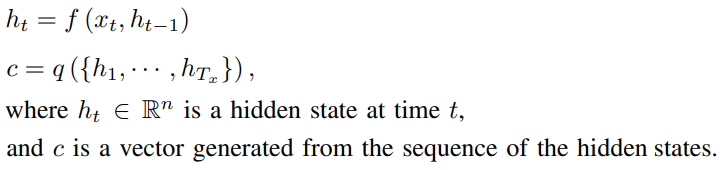 h_t = f (x_t, h_{t−1})
c = q ({h_1, ⋯ , h_{T_x}}) ,
where h_t ∈ ℝ^n is a hidden state at time t,
and c is a vector generated from the sequence of the hidden states.